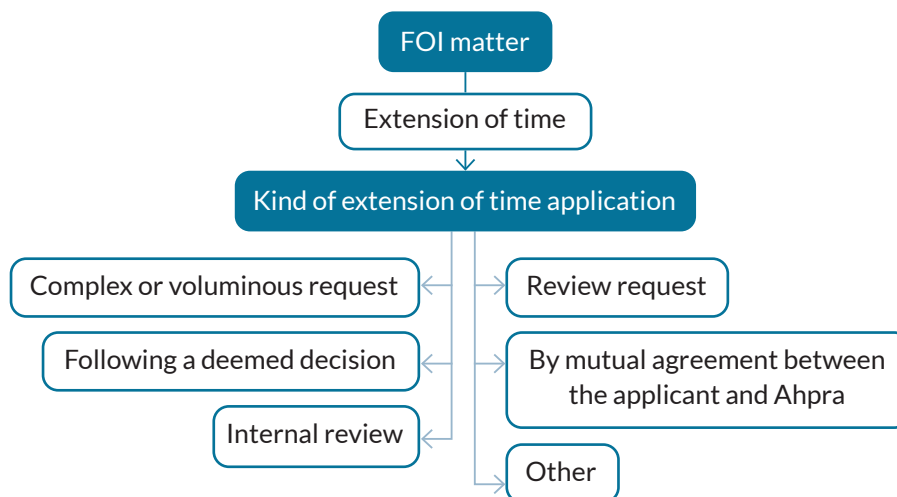 FOI matter
Extension of time
Kind of extension of time application
Complex or voluminous request
Review request
Following a deemed decision
By mutual agreement between
the applicant and Ahpra
Internal review
Other